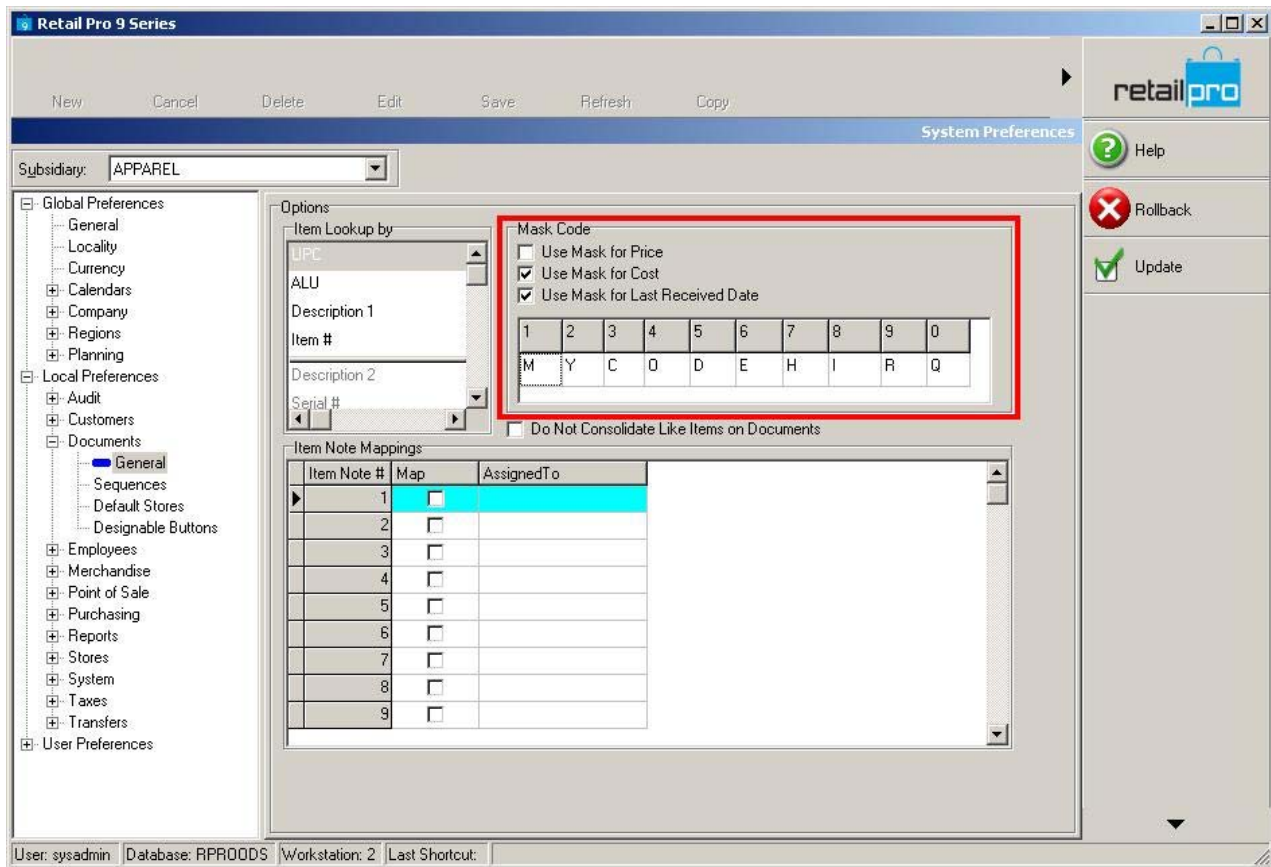 Retail Pro 9 Series
New Cancel Delete Edit Save Refresh Copy
retailpro
System Preferences
Subsidiary: APPAREL
Help
Rollback
Update
Global Preferences
General
Locality
Currency
Calendars
Company
Regions
Planning
Local Preferences
Audit
Customers
Documents
General
Sequences
Default Stores
Designable Buttons
Employees
Merchandise
Point of Sale
Purchasing
Reports
Stores
System
Taxes
Transfers
User Preferences
Options
Item Lookup by
UPC
ALU
Description 1
Item #
Description 2
Serial #
Mask Code
Use Mask for Price
Use Mask for Cost
Use Mask for Last Received Date
1 2 3 4 5 6 7 8 9 0
M Y C O D E H I R Q
Do Not Consolidate Like Items on Documents
Item Note Mappings
Item Note # Map AssignedTo
1
2
3
4
5
6
7
8
9
User: sysadmin Database: RPROODS Workstation: 2 Last Shortcut: